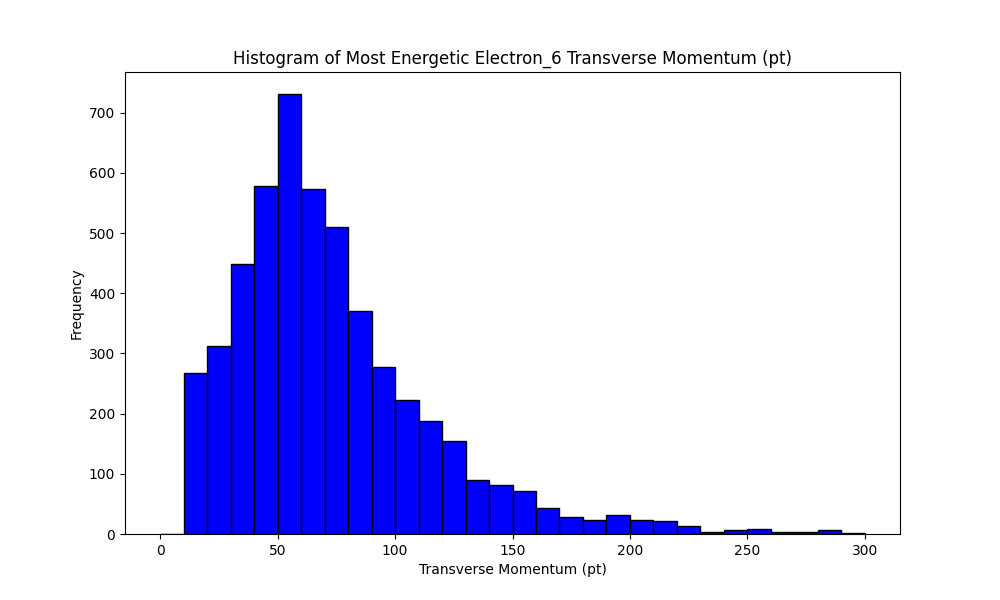 Histogram of Most Energetic Electron_6 Transverse Momentum (pt)
700
600
500
400
300
200
100
0
Frequency
0 50 100 150 200 250 300
Transverse Momentum (pt)